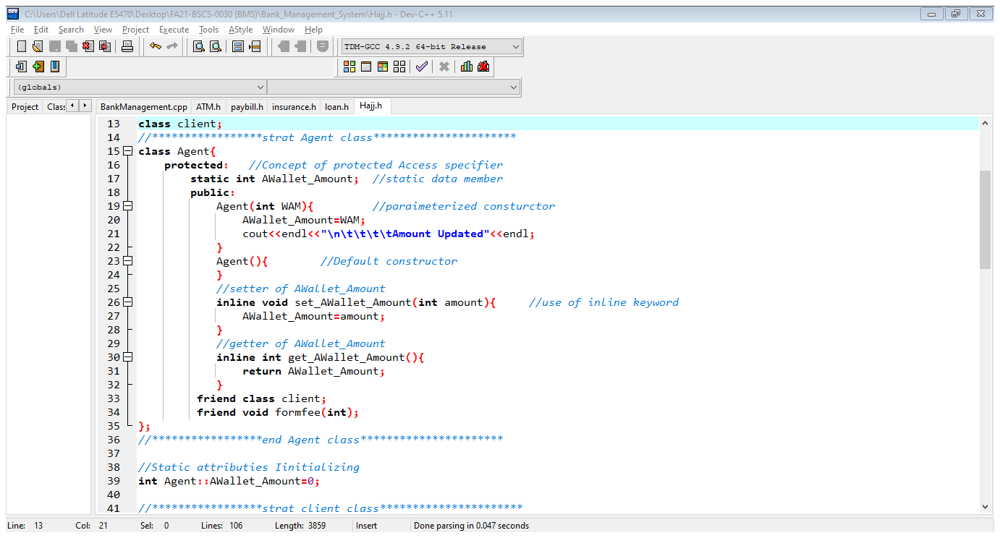 C:\Users\Dell Latitude E5470\Desktop\FA21-BSCS-0030 (BMS)\Bank_Management_System\Hajj.h - Dev-C++ 5.11
File Edit Search View Project Execute Tools AStyle Window Help
TDM-GCC 4.9.2 64-bit Release
(globals)
Project Class BankManagement.cpp ATM.h paybill.h insurance.h loan.h Hajj.h
13 class client;
14 //*****************strat Agent class**********************
15 class Agent{
16 protected: //Concept of protected Access specifier
17 static int AWallet_Amount; //static data member
18 public:
19 Agent(int WAM){ //paraimeterized consturctor
20 AWallet_Amount=WAM;
21 cout<<endl<<"\n\t\t\t\tAmount Updated"<<endl;
22 }
23 Agent(){ //Default constructor
24 }
25 //setter of AWallet_Amount
26 inline void set_AWallet_Amount(int amount){ //use of inline keyword
27 AWallet_Amount=amount;
28 }
29 //getter of AWallet_Amount
30 inline int get_AWallet_Amount(){
31 return AWallet_Amount;
32 }
33 friend class client;
34 friend void formfee(int);
35 };
36 //*****************end Agent class**********************
37
38 //Static attributies Iinitializing
39 int Agent::AWallet_Amount=0;
40
41 //*****************strat client class**********************
Line: 13 Col: 21 Sel: 0 Lines: 106 Length: 3859 Insert Done parsing in 0.047 seconds